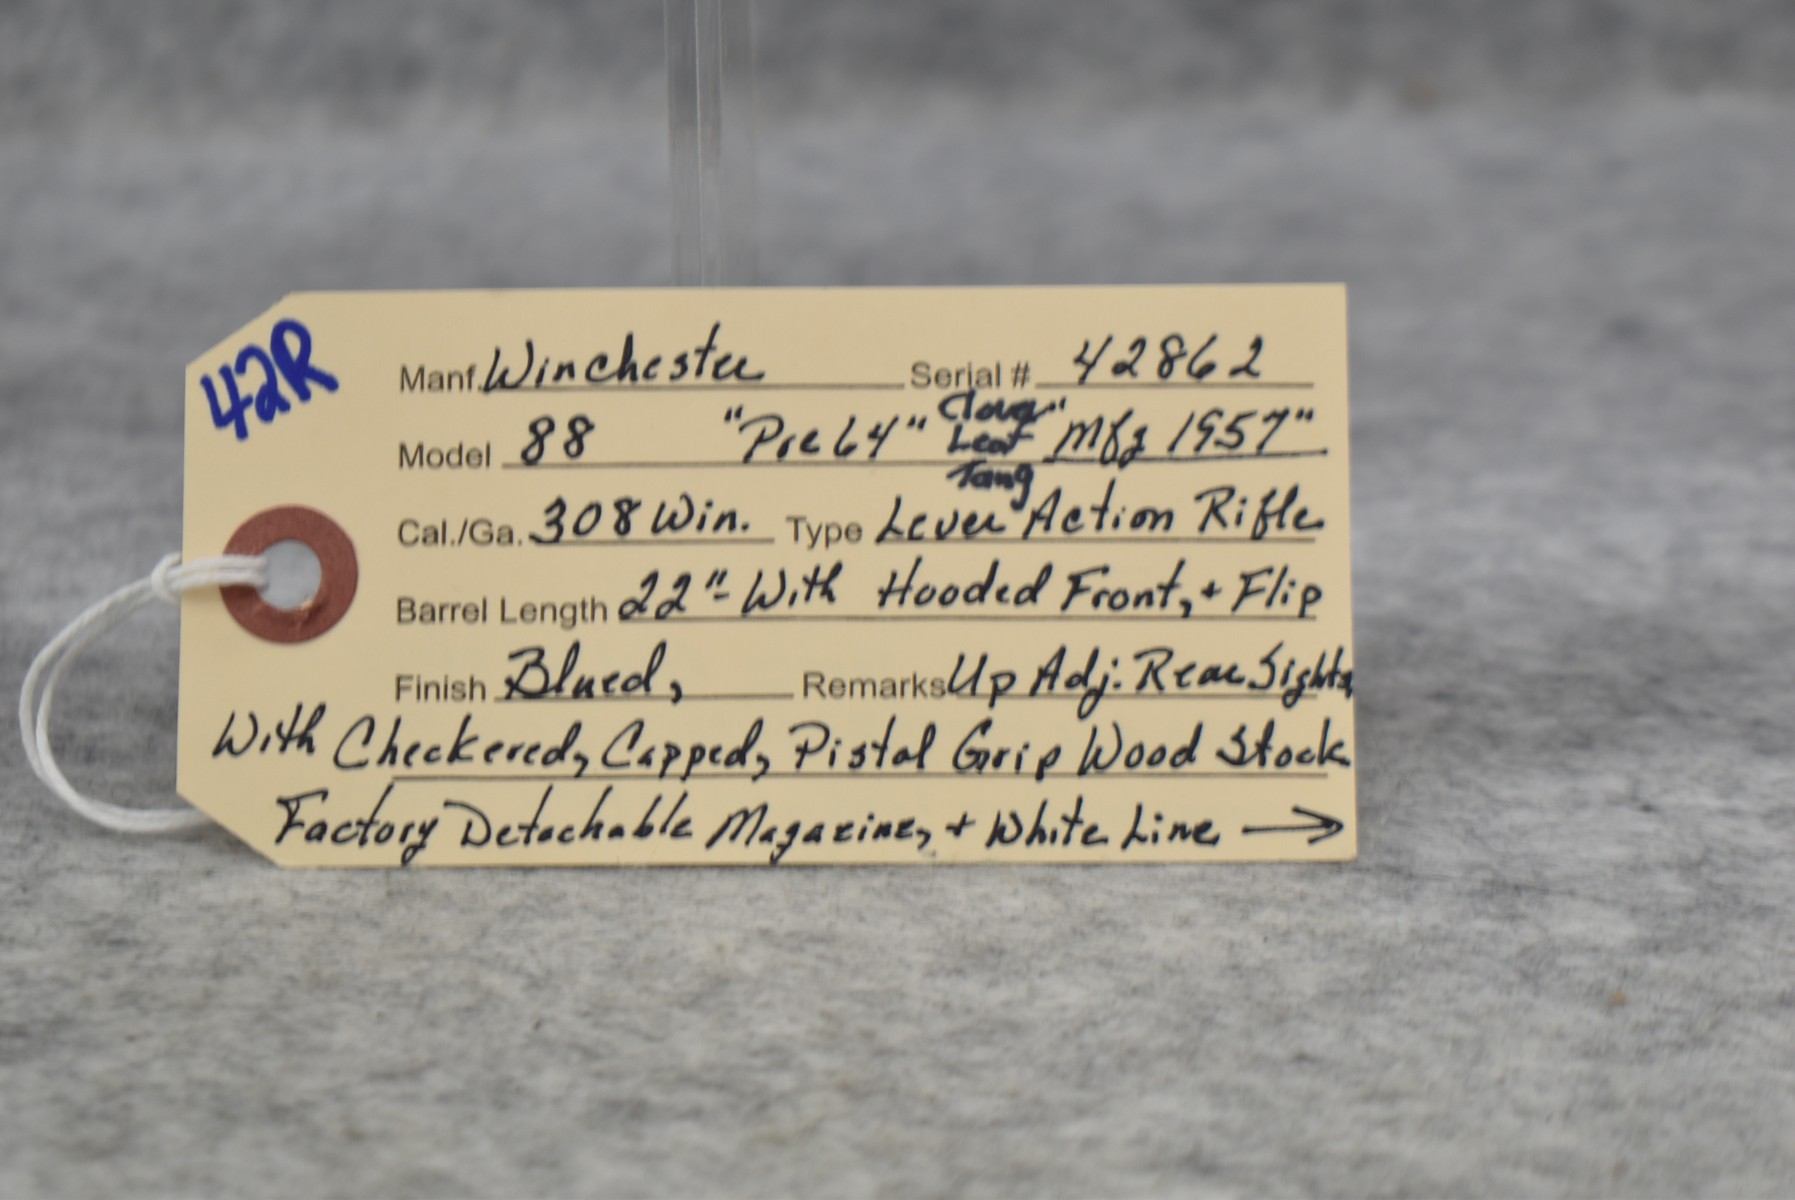 42R
Manf. Winchester Serial # 42862
Model 88 "Pre 64" Clover Leaf Tang" Mfg 1957"
Cal./Ga. 308 Win. Type Lever Action Rifle
Barrel Length 22"- With Hooded Front, + Flip
Finish Blued, Remarks Up Adj. Rear Sights,
With Checkered, Capped, Pistol Grip Wood Stock
Factory Detachable Magazine, + White Line →